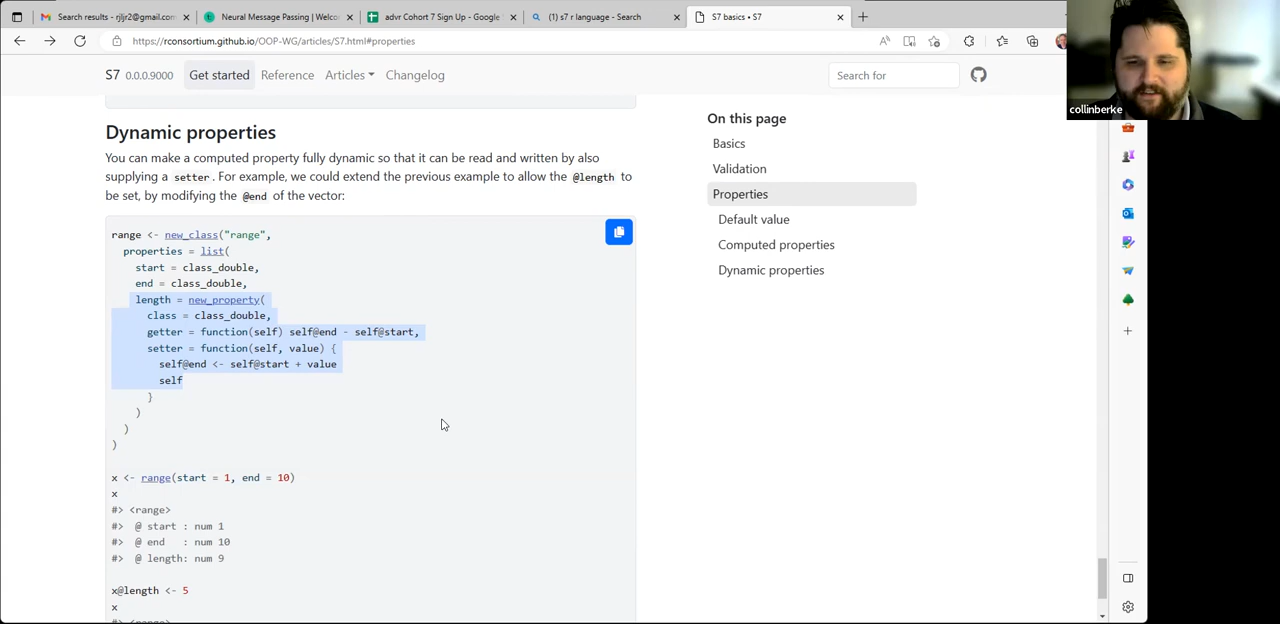 Search results - rjljr2@gmail.com
Neural Message Passing | Welco
advr Cohort 7 Sign Up - Google
(1) s7 r language - Search
S7 basics • S7
https://rconsortium.github.io/OOP-WG/articles/S7.html#properties
S7 0.0.0.9000 Get started Reference Articles Changelog Search for
collinberke
Dynamic properties
You can make a computed property fully dynamic so that it can be read and written by also
supplying a setter. For example, we could extend the previous example to allow the @length to
be set, by modifying the @end of the vector:
range <- new_class("range",
  properties = list(
    start = class_double,
    end = class_double,
    length = new_property(
      class = class_double,
      getter = function(self) self@end - self@start,
      setter = function(self, value) {
        self@end <- self@start + value
        self
      }
    )
  )
)
x <- range(start = 1, end = 10)
x
#> <range>
#>  @ start : num 1
#>  @ end   : num 10
#>  @ length: num 9
x@length <- 5
x
#> <range>
On this page
Basics
Validation
Properties
Default value
Computed properties
Dynamic properties